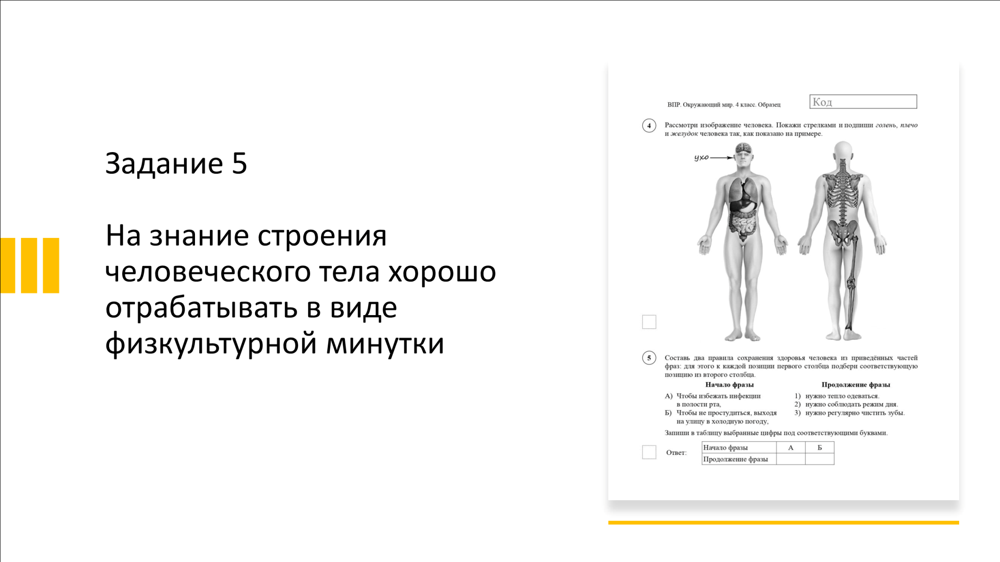 Задание 5
На знание строения
человеческого тела хорошо
отрабатывать в виде
физкультурной минутки
ВПР. Окружающий мир. 4 класс. Образец
Код
4
Рассмотри изображение человека. Покажи стрелками и подпиши голень, плечо
и желудок человека так, как показано на примере.
ухо
5
Составь два правила сохранения здоровья человека из приведённых частей
фраз: для этого к каждой позиции первого столбца подбери соответствующую
позицию из второго столбца.
Начало фразы
Продолжение фразы
А) Чтобы избежать инфекции
в полости рта,
Б) Чтобы не простудиться, выходя
на улицу в холодную погоду,
1) нужно тепло одеваться.
2) нужно соблюдать режим дня.
3) нужно регулярно чистить зубы.
Запиши в таблицу выбранные цифры под соответствующими буквами.
Ответ:
Начало фразы А Б
Продолжение фразы